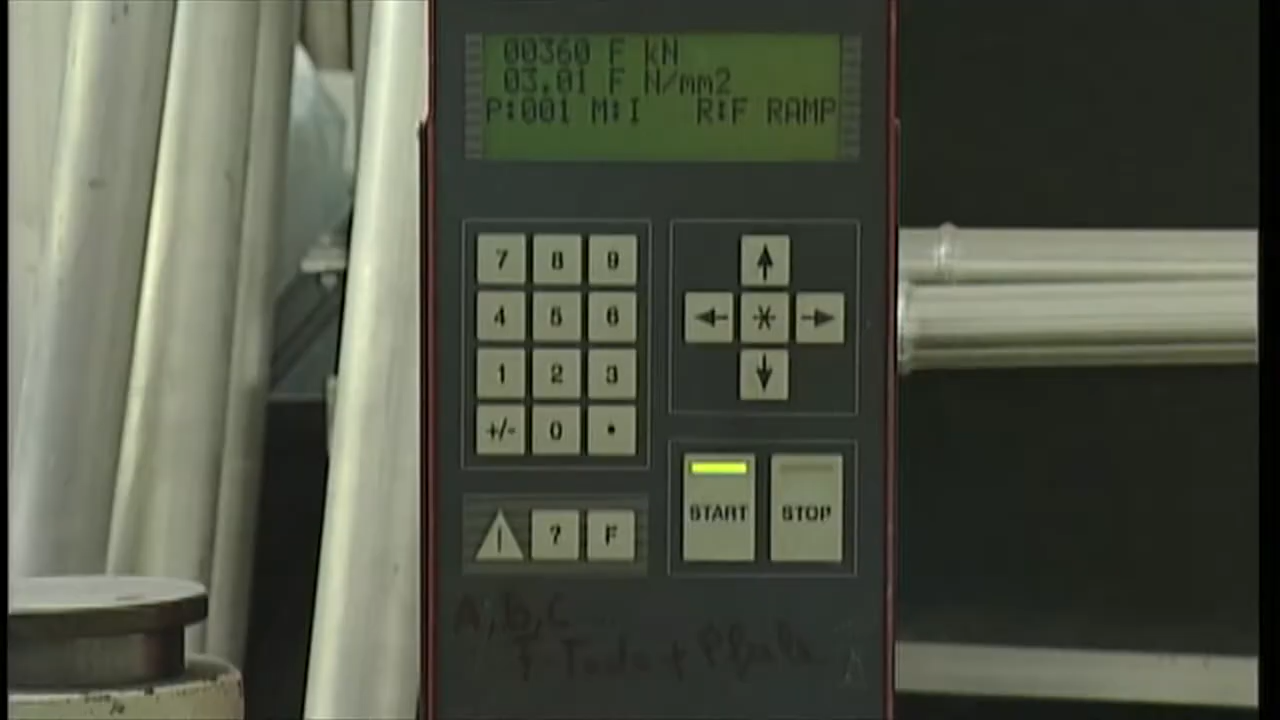 00360 F kN
03.01 F N/mm2
P:001 M:I R:F RAMP
7 8 9
4 5 6
1 2 3
+/- 0 •
*
? F
START STOP
A,b,C